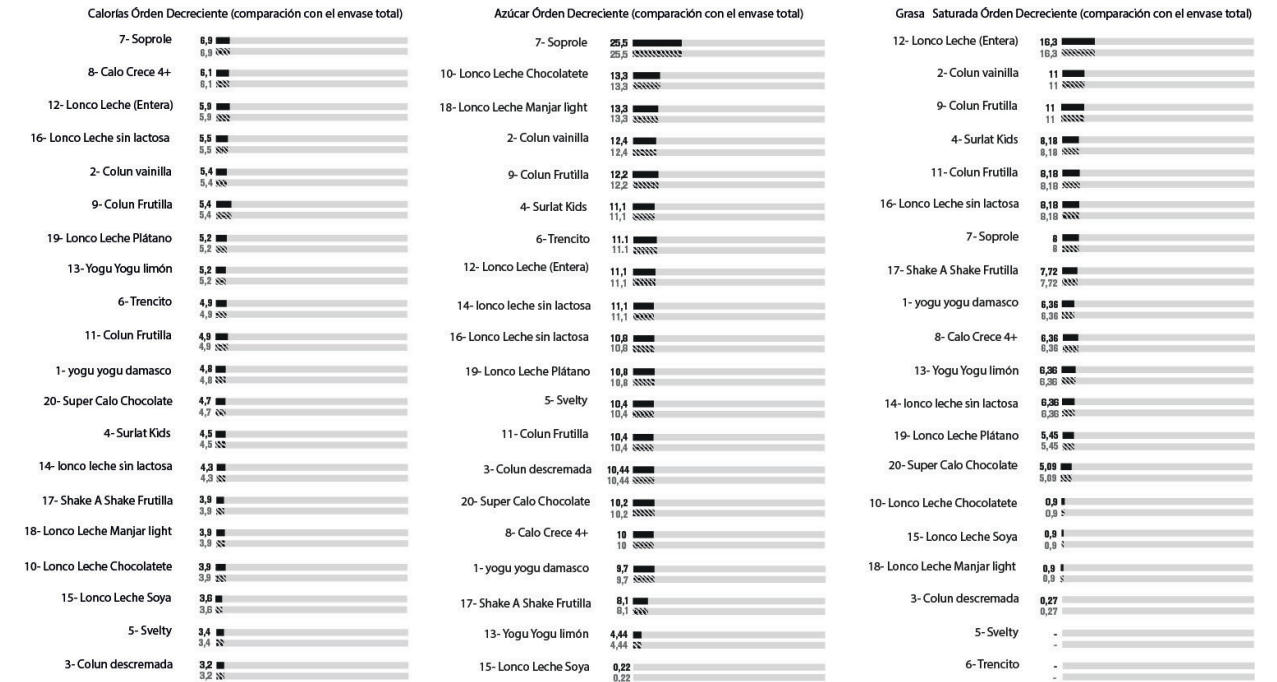 Calorías Órden Decreciente (comparación con el envase total)
7- Soprole 6,9
6,9
8- Calo Crece 4+ 6,1
6,1
12- Lonco Leche (Entera) 5,9
5,9
16- Lonco Leche sin lactosa 5,5
5,5
2- Colun vainilla 5,4
5,4
9- Colun Frutilla 5,4
5,4
19- Lonco Leche Plátano 5,2
5,2
13- Yogu Yogu limón 5,2
5,2
6- Trencito 4,9
4,9
11- Colun Frutilla 4,9
4,9
1- yogu yogu damasco 4,8
4,8
20- Super Calo Chocolate 4,7
4,7
4- Surlat Kids 4,5
4,5
14- lonco leche sin lactosa 4,3
4,3
17- Shake A Shake Frutilla 3,9
3,9
18- Lonco Leche Manjar light 3,9
3,9
10- Lonco Leche Chocolatete 3,9
3,9
15- Lonco Leche Soya 3,6
3,6
5- Svelty 3,4
3,4
3- Colun descremada 3,2
3,2
Azúcar Órden Decreciente (comparación con el envase total)
7- Soprole 25,5
25,5
10- Lonco Leche Chocolatete 13,3
13,3
18- Lonco Leche Manjar light 13,3
13,3
2- Colun vainilla 12,4
12,4
9- Colun Frutilla 12,2
12,2
4- Surlat Kids 11,1
11,1
6- Trencito 11.1
11.1
12- Lonco Leche (Entera) 11,1
11,1
14- lonco leche sin lactosa 11,1
11,1
16- Lonco Leche sin lactosa 10,8
10,8
19- Lonco Leche Plátano 10,8
10,8
5- Svelty 10,4
10,4
11- Colun Frutilla 10,4
10,4
3- Colun descremada 10,44
10,44
20- Super Calo Chocolate 10,2
10,2
8- Calo Crece 4+ 10
10
1- yogu yogu damasco 9,7
9,7
17- Shake A Shake Frutilla 8,1
8,1
13- Yogu Yogu limón 4,44
4,44
15- Lonco Leche Soya 0,22
0,22
Grasa Saturada Órden Decreciente (comparación con el envase total)
12- Lonco Leche (Entera) 16,3
16,3
2- Colun vainilla 11
11
9- Colun Frutilla 11
11
4- Surlat Kids 8,18
8,18
11- Colun Frutilla 8,18
8,18
16- Lonco Leche sin lactosa 8,18
8,18
7- Soprole 8
8
17- Shake A Shake Frutilla 7,72
7,72
1- yogu yogu damasco 6,36
6,36
8- Calo Crece 4+ 6,36
6,36
13- Yogu Yogu limón 6,36
6,36
14- lonco leche sin lactosa 6,36
6,36
19- Lonco Leche Plátano 5,45
5,45
20- Super Calo Chocolate 5,09
5,09
10- Lonco Leche Chocolatete 0,9
0,9
15- Lonco Leche Soya 0,9
0,9
18- Lonco Leche Manjar light 0,9
0,9
3- Colun descremada 0,27
0,27
5- Svelty -
-
6- Trencito -
-